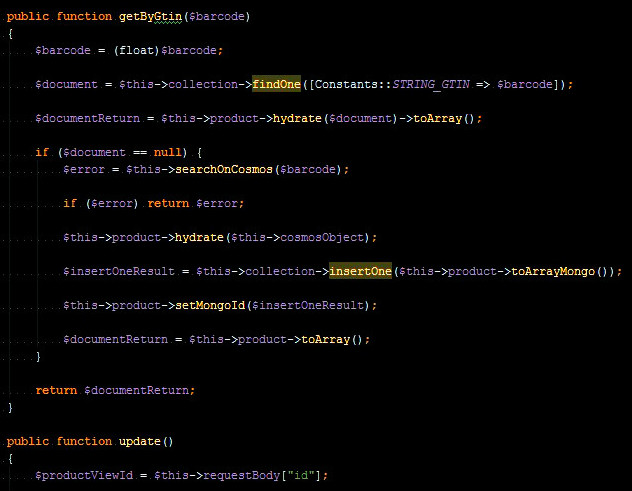 public function getByGtin($barcode)
{
$barcode = (float)$barcode;
$document = $this->collection->findOne([Constants::STRING_GTIN => $barcode]);
$documentReturn = $this->product->hydrate($document)->toArray();
if ($document == null) {
$error = $this->searchOnCosmos($barcode);
if ($error) return $error;
$this->product->hydrate($this->cosmosObject);
$insertOneResult = $this->collection->insertOne($this->product->toArrayMongo());
$this->product->setMongoId($insertOneResult);
$documentReturn = $this->product->toArray();
}
return $documentReturn;
}
public function update()
{
$productViewId = $this->requestBody["id"];